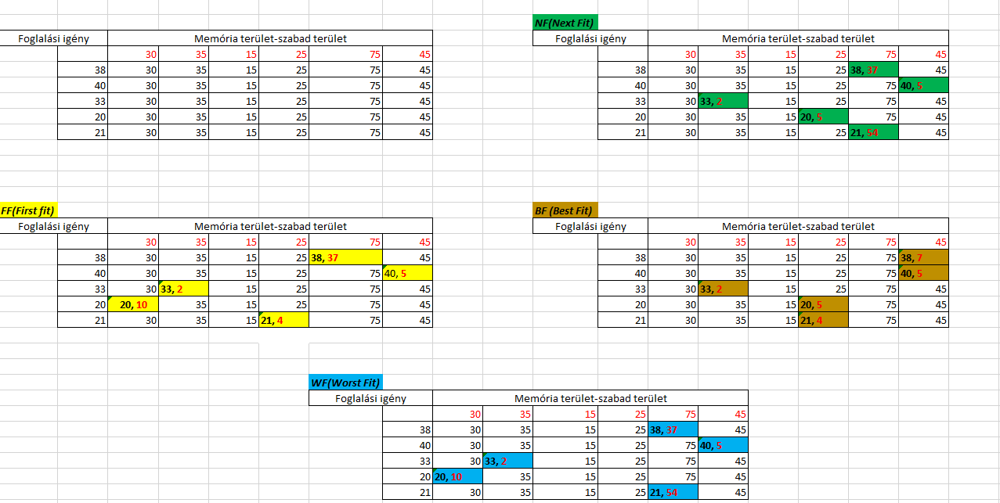 NF(Next Fit)
Foglalási igény Memória terület-szabad terület
30 35 15 25 75 45
38 30 35 15 25 75 45
40 30 35 15 25 75 45
33 30 35 15 25 75 45
20 30 35 15 25 75 45
21 30 35 15 25 75 45
Foglalási igény Memória terület-szabad terület
30 35 15 25 75 45
38 30 35 15 25 38, 37 45
40 30 35 15 25 75 40, 5
33 30 33, 2 15 25 75 45
20 30 35 15 20, 5 75 45
21 30 35 15 25 21, 54 45
FF(First fit)
Foglalási igény Memória terület-szabad terület
30 35 15 25 75 45
38 30 35 15 25 38, 37 45
40 30 35 15 25 75 40, 5
33 30 33, 2 15 25 75 45
20 20, 10 35 15 25 75 45
21 30 35 15 21, 4 75 45
BF (Best Fit)
Foglalási igény Memória terület-szabad terület
30 35 15 25 75 45
38 30 35 15 25 75 38, 7
40 30 35 15 25 75 40, 5
33 30 33, 2 15 25 75 45
20 30 35 15 20, 5 75 45
21 30 35 15 21, 4 75 45
WF(Worst Fit)
Foglalási igény Memória terület-szabad terület
30 35 15 25 75 45
38 30 35 15 25 38, 37 45
40 30 35 15 25 75 40, 5
33 30 33, 2 15 25 75 45
20 20, 10 35 15 25 75 45
21 30 35 15 25 21, 54 45